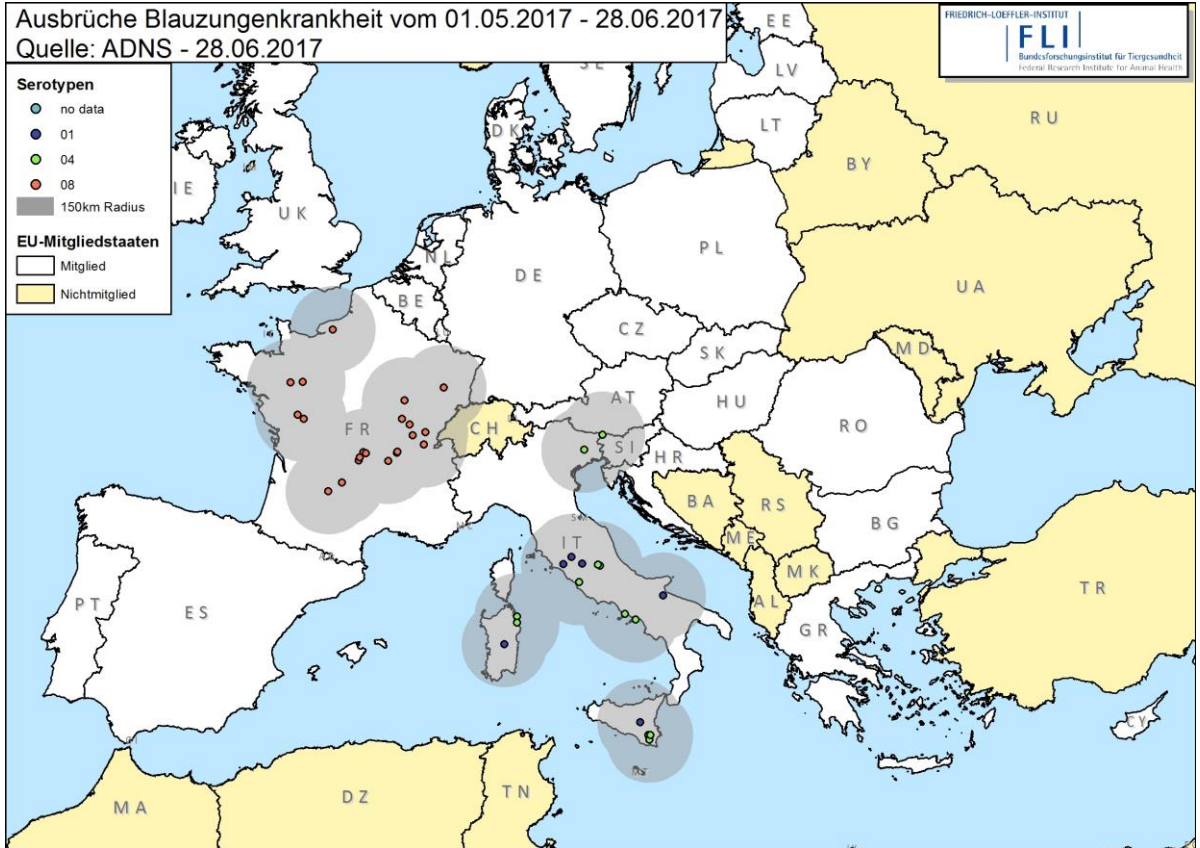 Ausbrüche Blauzungenkrankheit vom 01.05.2017 - 28.06.2017
Quelle: ADNS - 28.06.2017
FRIEDRICH-LOEFFLER-INSTITUT
FLI
Bundesforschungsinstitut für Tiergesundheit
Federal Research Institute for Animal Health
Serotypen
no data
01
04
08
150km Radius
EU-Mitgliedstaaten
Mitglied
Nichtmitglied
EE
SE
LV
DK
LT
RU
IE
BY
UK
NL
PL
DE
BE
UA
CZ
SK
MD
AT
HU
FR
CH
RO
SI
HR
BA
RS
BG
IT
SM
ME
MK
AL
TR
PT
ES
GR
CY
MT
MA
DZ
TN